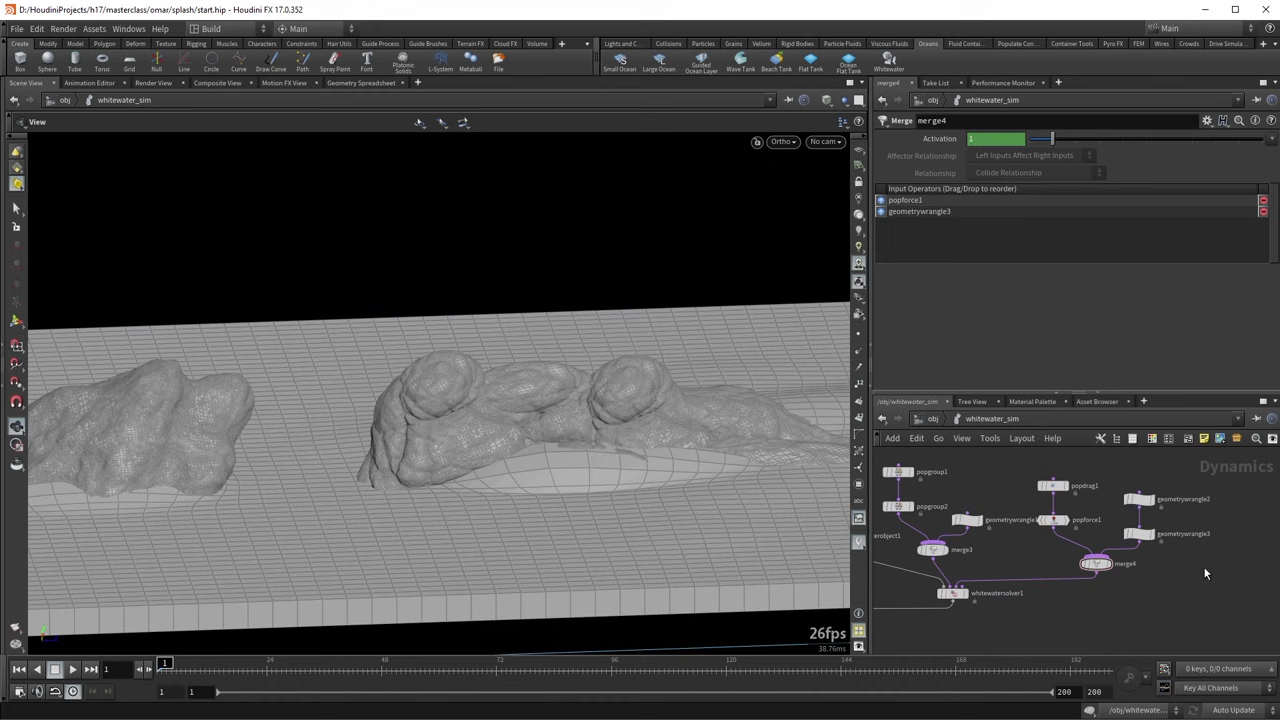 D:/HoudiniProjects/h17/masterclass/omar/splash/start.hip - Houdini FX 17.0.352
File Edit Render Assets Windows Help Build Main Main
Create Modify Model Polygon Deform Texture Rigging Muscles Characters Constraints Hair Utils Guide Process Guide Brushes Terrain FX Cloud FX Volume Lights and C... Collisions Particles Grains Vellum Rigid Bodies Particle Fluids Viscous Fluids Oceans Fluid Contai... Populate Con... Container Tools Pyro FX FEM Wires Crowds Drive Simula...
Box Sphere Tube Torus Grid Null Line Circle Curve Draw Curve Path Spray Paint Font Platonic Solids L-System Metaball File Small Ocean Large Ocean Guided Ocean Layer Wave Tank Beach Tank Flat Tank Ocean Flat Tank Whitewater
Scene View Animation Editor Render View Composite View Motion FX View Geometry Spreadsheet merge4 Take List Performance Monitor
obj whitewater_sim obj whitewater_sim
View Ortho No cam
Merge merge4
Activation 1
Affector Relationship Left Inputs Affect Right Inputs
Relationship Collide Relationship
Input Operators (Drag/Drop to reorder)
popforce1
geometrywrangle3
/obj/whitewater_sim Tree View Material Palette Asset Browser
obj whitewater_sim
Add Edit Go View Tools Layout Help
Dynamics
popgroup1
popdrag1
geometrywrangle2
popgroup2
popforce1
geometrywrangle3
erobject1
merge3
merge4
whitewatersolver1
abc
26fps
38.76ms
1 1 24 48 72 96 120 144 168 192
0 keys, 0/0 channels
1 1 200 200 Key All Channels
/obj/whitewate... Auto Update